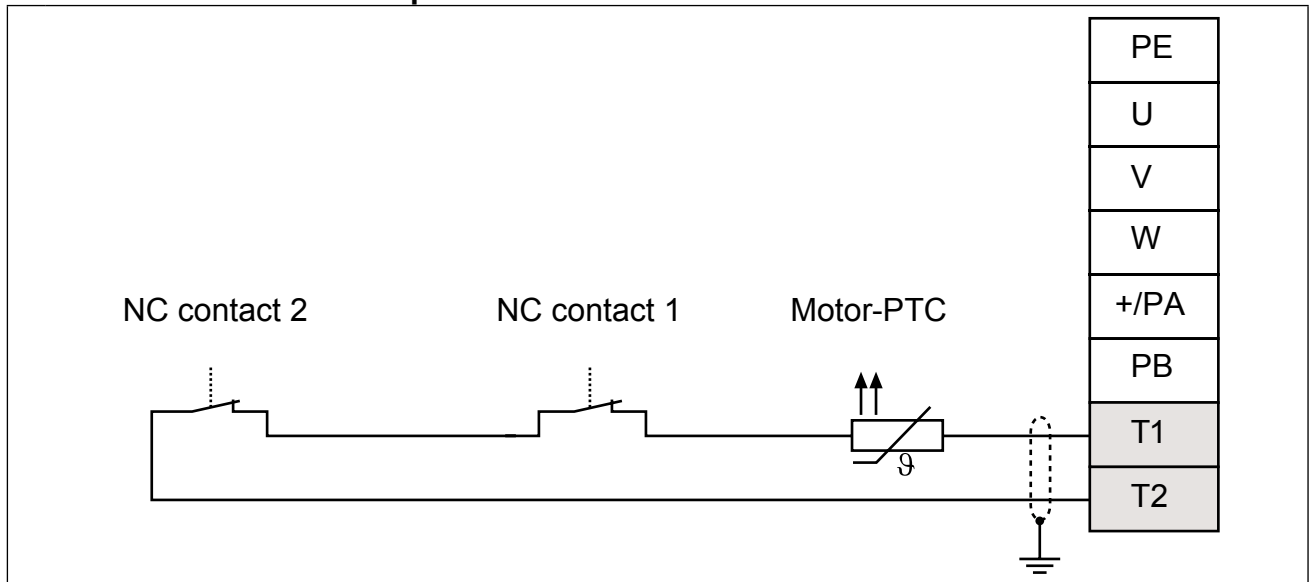 PE
U
V
W
NC contact 2 NC contact 1 Motor-PTC +/PA
PB
T1
ϑ
T2